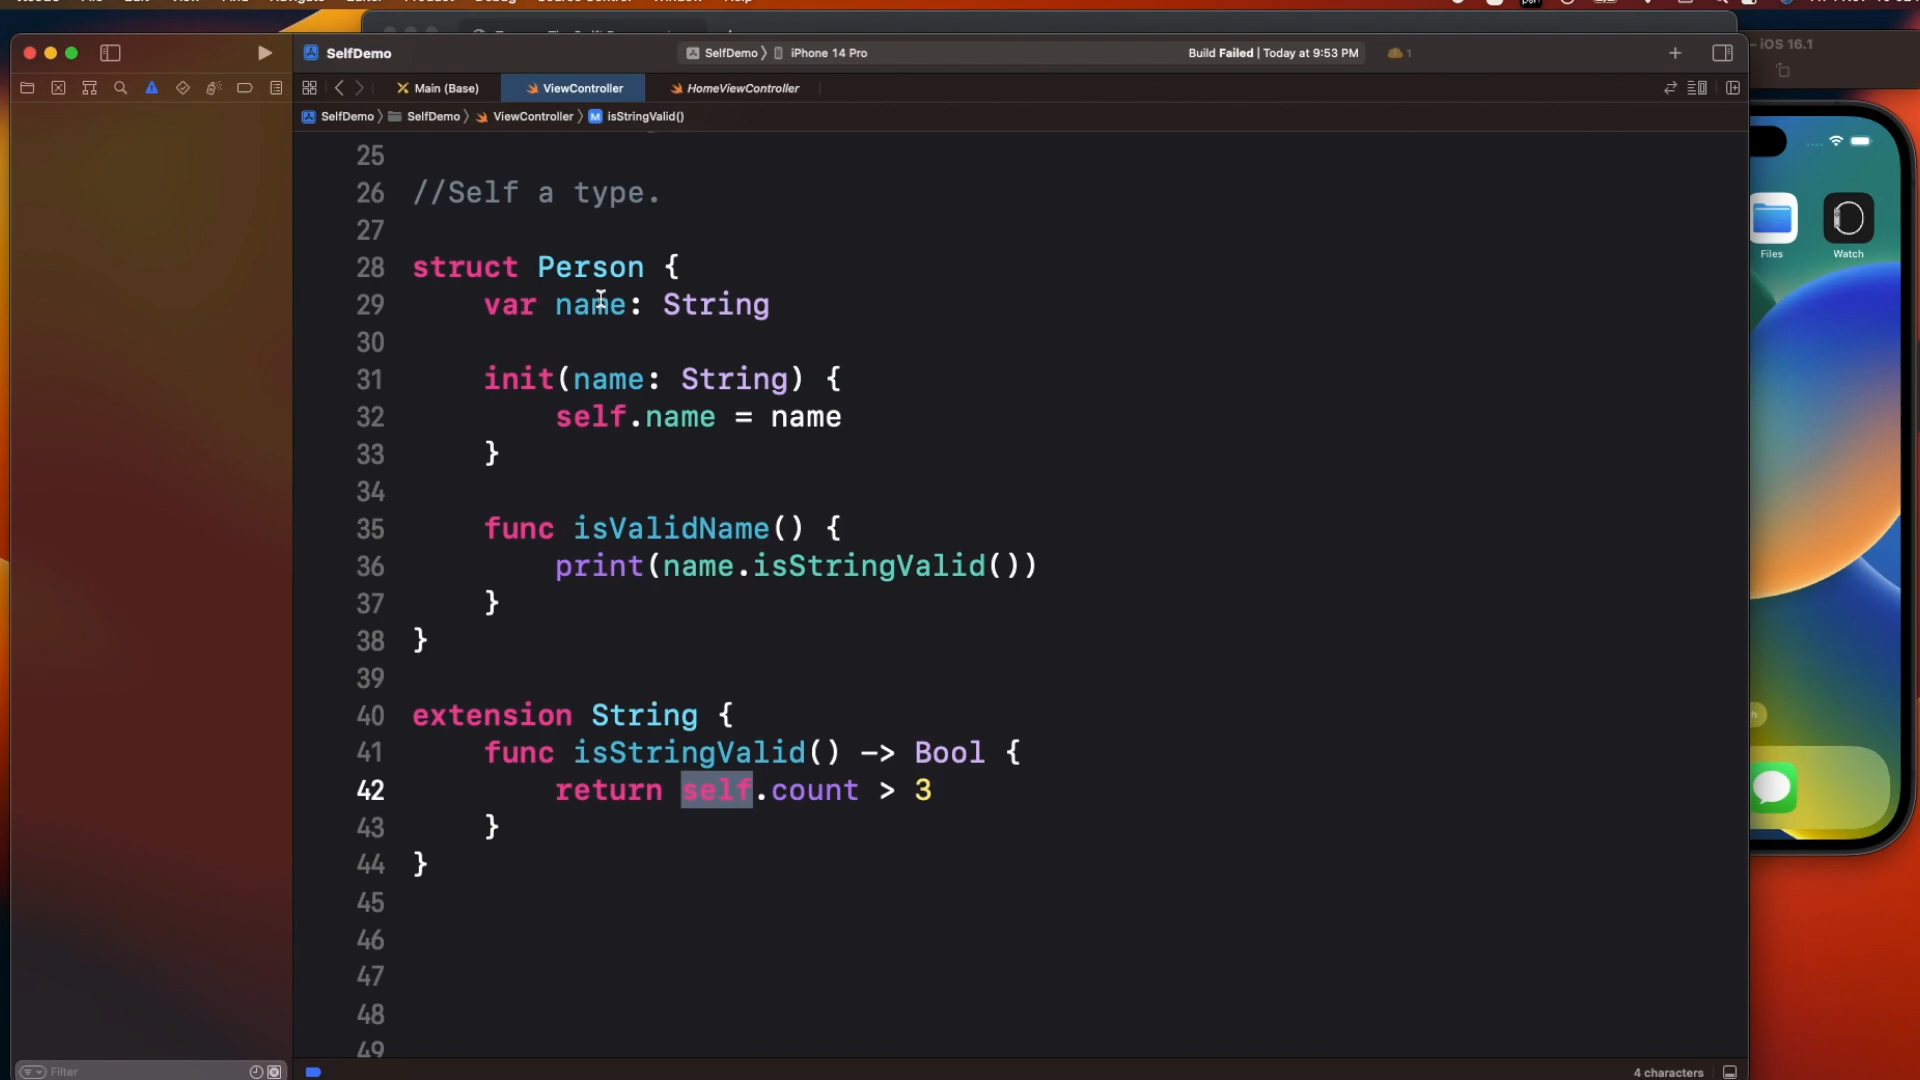 iOS 16.1
SelfDemo
SelfDemo
iPhone 14 Pro
Build Failed | Today at 9:53 PM
1
Main (Base)
ViewController
HomeViewController
SelfDemo
SelfDemo
ViewController
M
isStringValid()
25
26 //Self a type.
27
28 struct Person {
29 var name: String
30
31 init(name: String) {
32 self.name = name
33 }
34
35 func isValidName() {
36 print(name.isStringValid())
37 }
38 }
39
40 extension String {
41 func isStringValid() -> Bool {
42 return self.count > 3
43 }
44 }
45
46
47
48
49
Files
Watch
Filter
4 characters